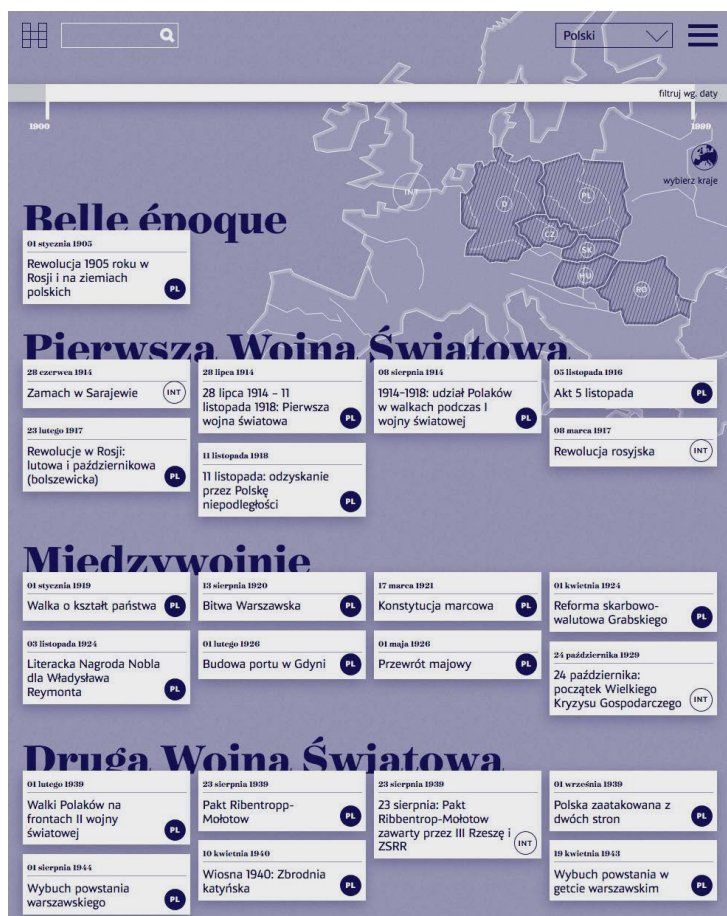 Polski
filtruj wg. daty
1900
1999
wybierz kraje
INT
D
PL
CZ
SK
HU
RO
Belle époque
01 stycznia 1905
Rewolucja 1905 roku w
Rosji i na ziemiach
polskich
PL
Pierwsza Wojna Światowa
28 czerwca 1914
Zamach w Sarajewie
INT
28 lipca 1914
28 lipca 1914 – 11
listopada 1918: Pierwsza
wojna światowa
PL
08 sierpnia 1914
1914-1918: udział Polaków
w walkach podczas I
wojny światowej
PL
05 listopada 1916
Akt 5 listopada
PL
23 lutego 1917
Rewolucje w Rosji:
lutowa i październikowa
(bolszewicka)
PL
11 listopada 1918
11 listopada: odzyskanie
przez Polskę
niepodległości
PL
08 marca 1917
Rewolucja rosyjska
INT
Międzywojnie
01 stycznia 1919
Walka o kształt państwa
PL
13 sierpnia 1920
Bitwa Warszawska
PL
17 marca 1921
Konstytucja marcowa
PL
01 kwietnia 1924
Reforma skarbowo-
walutowa Grabskiego
PL
03 listopada 1924
Literacka Nagroda Nobla
dla Władysława
Reymonta
PL
01 lutego 1926
Budowa portu w Gdyni
PL
01 maja 1926
Przewrót majowy
PL
24 października 1929
24 października:
początek Wielkiego
Kryzysu Gospodarczego
INT
Druga Wojna Światowa
01 lutego 1939
Walki Polaków na
frontach II wojny
światowej
PL
23 sierpnia 1939
Pakt Ribentropp-
Mołotow
PL
23 sierpnia 1939
23 sierpnia: Pakt
Ribbentrop-Mołotow
zawarty przez III Rzeszę i
ZSRR
INT
01 września 1939
Polska zaatakowana z
dwóch stron
PL
01 sierpnia 1944
Wybuch powstania
warszawskiego
PL
10 kwietnia 1940
Wiosna 1940: Zbrodnia
katyńska
PL
19 kwietnia 1943
Wybuch powstania w
getcie warszawskim
PL